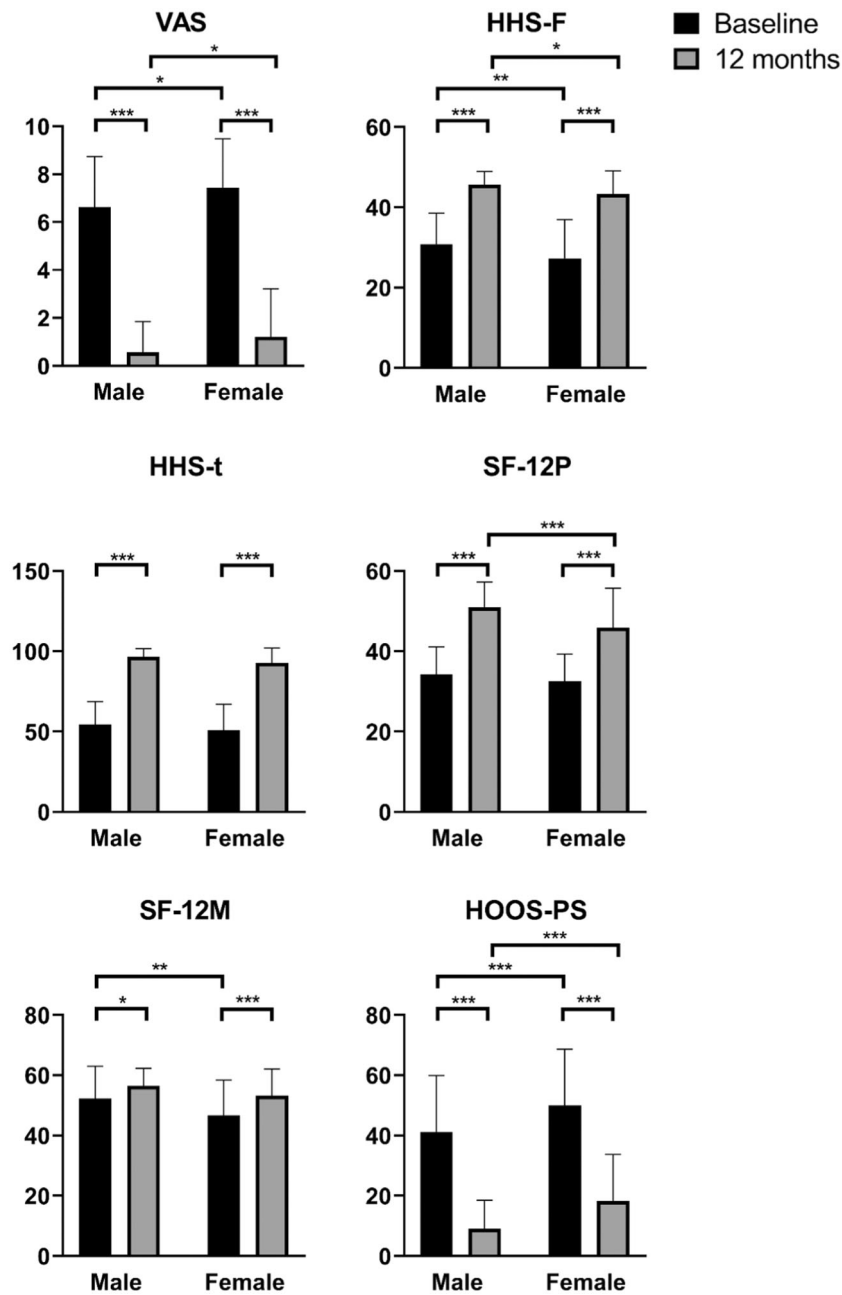 VAS
HHS-F
Baseline
12 months
*
*
* ** 
*** *** *** ***
10
8
6
4
2
0
60
40
20
0
Male Female
Male Female
HHS-t
SF-12P
***
*** *** *** ***
150
100
50
0
60
40
20
0
Male Female
Male Female
SF-12M
HOOS-PS
***
** ***
* *** *** ***
80
60
40
20
0
80
60
40
20
0
Male Female
Male Female